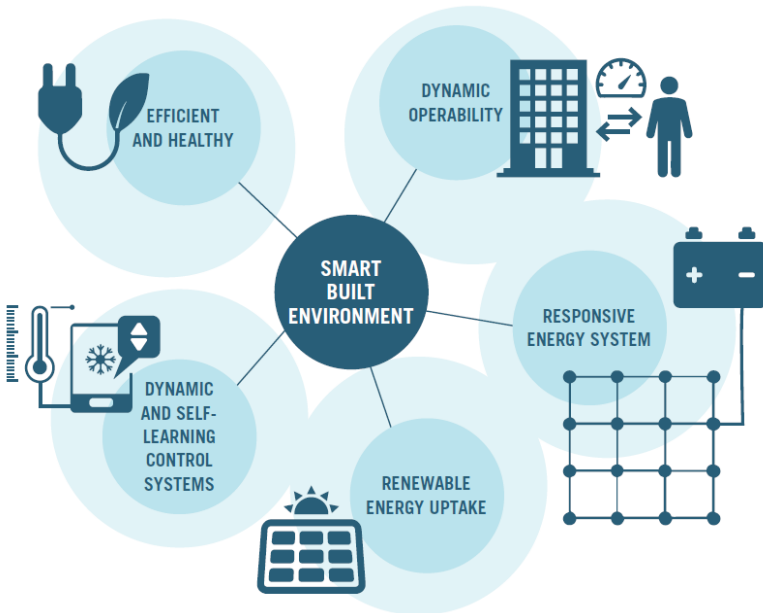 EFFICIENT
AND HEALTHY
DYNAMIC
OPERABILITY
SMART
BUILT
ENVIRONMENT
RESPONSIVE
ENERGY SYSTEM
DYNAMIC
AND SELF-
LEARNING
CONTROL
SYSTEMS
RENEWABLE
ENERGY UPTAKE